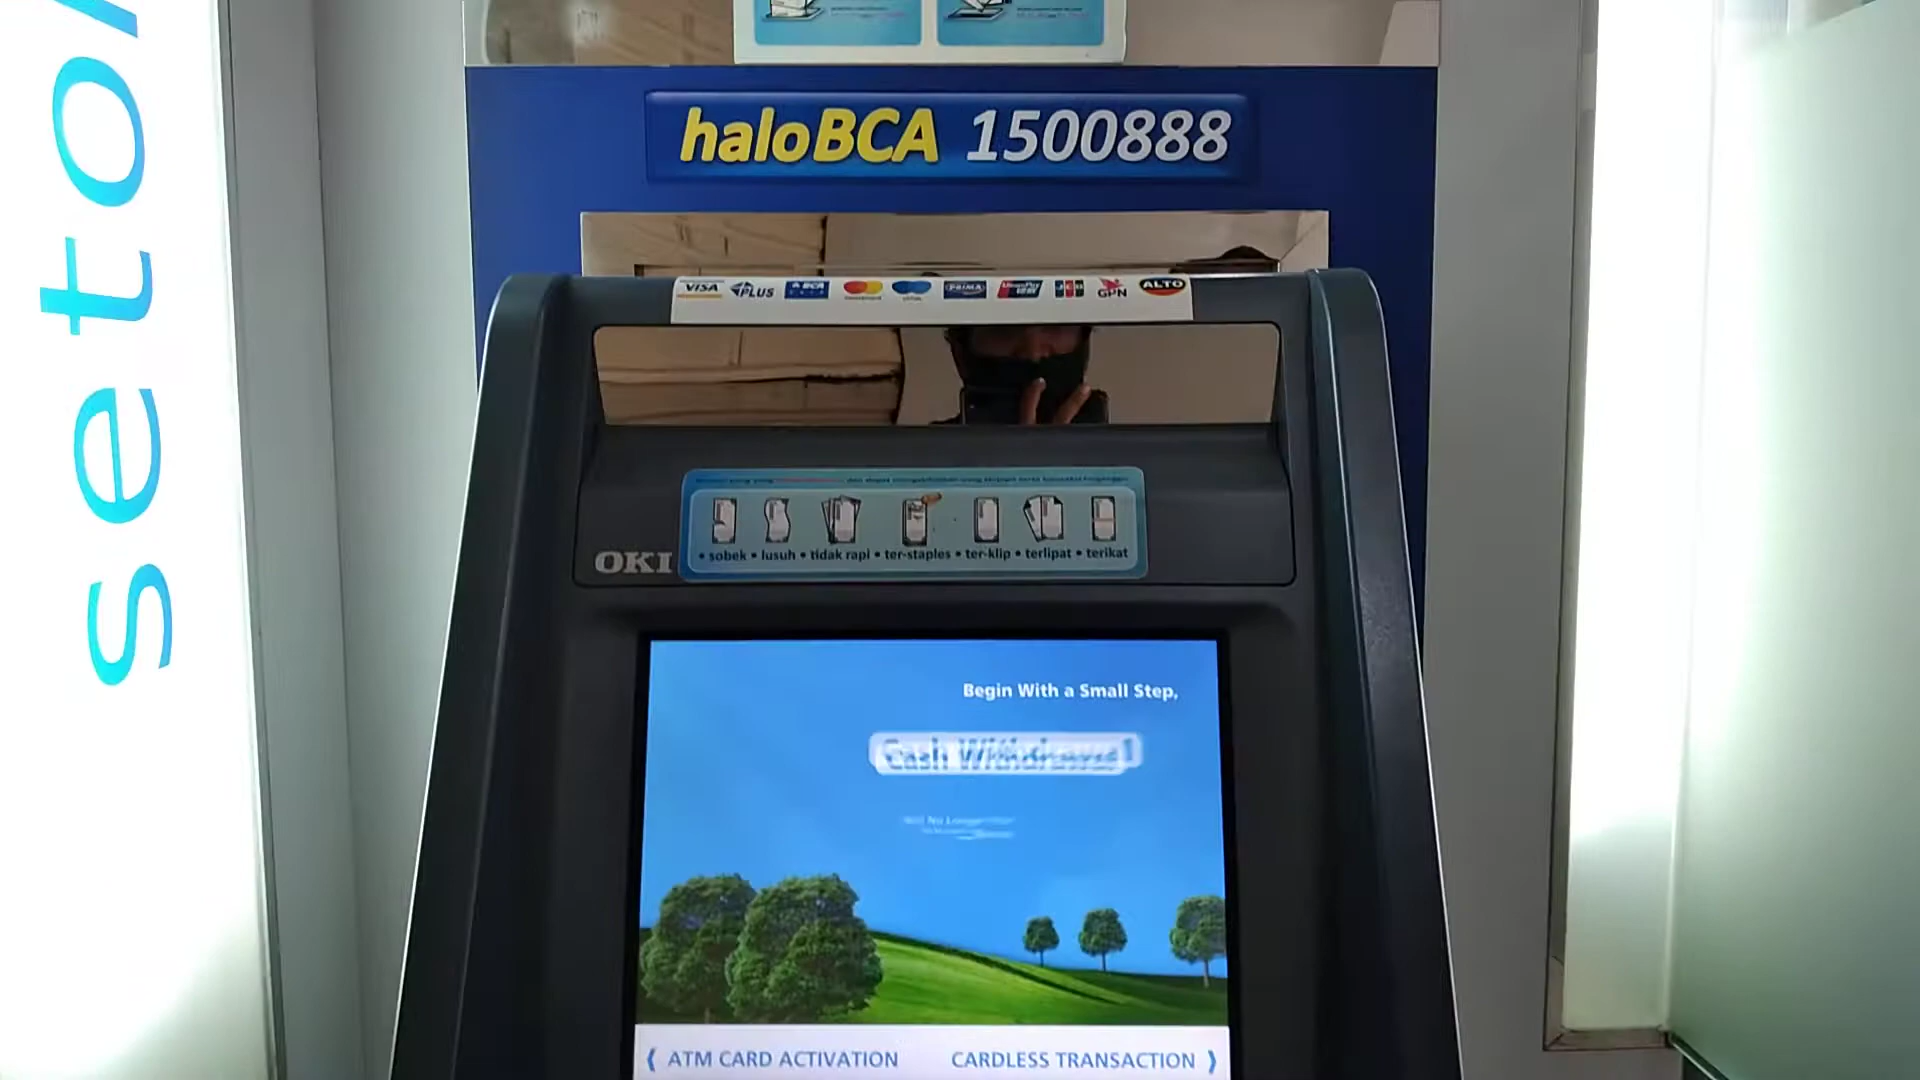 setor
haloBCA 1500888
VISA PLUS BCA mastercard PRIMA UnionPay JCB GPN ALTO
• sobek • lusuh • tidak rapi • ter-staples • ter-klip • terlipat • terikat
OKI
Begin With a Small Step,
Cash Withdrawal
ATM CARD ACTIVATION
CARDLESS TRANSACTION